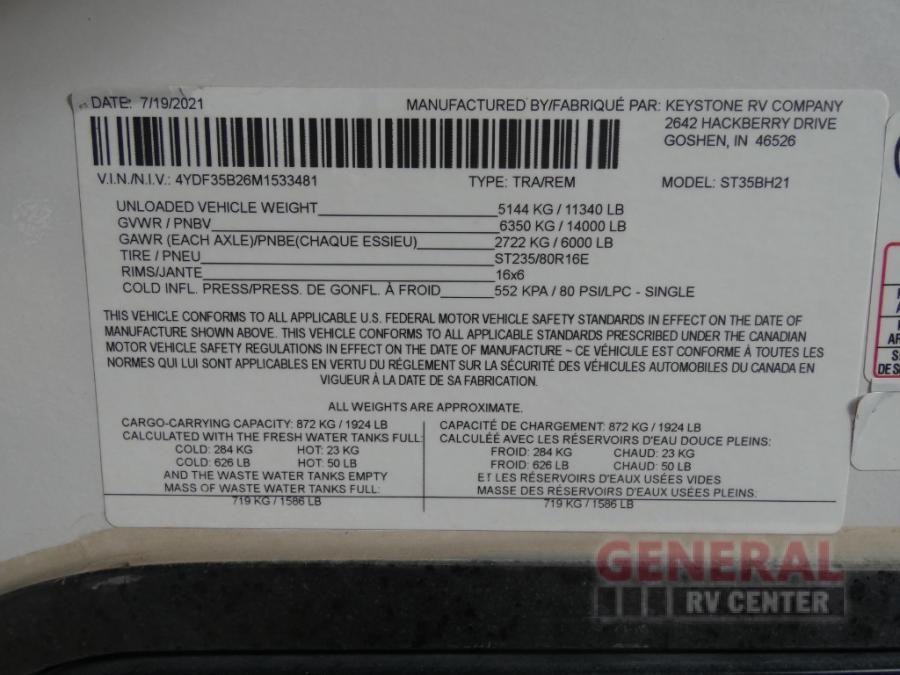 DATE: 7/19/2021
MANUFACTURED BY/FABRIQUÉ PAR: KEYSTONE RV COMPANY
2642 HACKBERRY DRIVE
GOSHEN, IN 46526
V.I.N./N.I.V.: 4YDF35B26M1533481 TYPE: TRA/REM MODEL: ST35BH21
UNLOADED VEHICLE WEIGHT 5144 KG / 11340 LB
GVWR / PNBV 6350 KG / 14000 LB
GAWR (EACH AXLE)/PNBE(CHAQUE ESSIEU) 2722 KG / 6000 LB
TIRE / PNEU ST235/80R16E
RIMS/JANTE 16x6
COLD INFL. PRESS/PRESS. DE GONFL. À FROID 552 KPA / 80 PSI/LPC - SINGLE
THIS VEHICLE CONFORMS TO ALL APPLICABLE U.S. FEDERAL MOTOR VEHICLE SAFETY STANDARDS IN EFFECT ON THE DATE OF
MANUFACTURE SHOWN ABOVE. THIS VEHICLE CONFORMS TO ALL APPLICABLE STANDARDS PRESCRIBED UNDER THE CANADIAN
MOTOR VEHICLE SAFETY REGULATIONS IN EFFECT ON THE DATE OF MANUFACTURE ~ CE VÉHICULE EST CONFORME À TOUTES LES
NORMES QUI LUI SONT APPLICABLES EN VERTU DU RÉGLEMENT SUR LA SÉCURITÉ DES VÉHICULES AUTOMOBILES DU CANADA EN
VIGUEUR À LA DATE DE SA FABRICATION.
ALL WEIGHTS ARE APPROXIMATE.
CARGO-CARRYING CAPACITY: 872 KG / 1924 LB
CALCULATED WITH THE FRESH WATER TANKS FULL:
COLD: 284 KG HOT: 23 KG
COLD: 626 LB HOT: 50 LB
AND THE WASTE WATER TANKS EMPTY
MASS OF WASTE WATER TANKS FULL:
719 KG / 1586 LB
CAPACITÉ DE CHARGEMENT: 872 KG / 1924 LB
CALCULÉE AVEC LES RÉSERVOIRS D'EAU DOUCE PLEINS:
FROID: 284 KG CHAUD: 23 KG
FROID: 626 LB CHAUD: 50 LB
ET LES RÉSERVOIRS D'EAUX USÉES VIDES
MASSE DES RÉSERVOIRS D'EAUX USÉES PLEINS:
719 KG / 1586 LB
GENERAL
RV CENTER